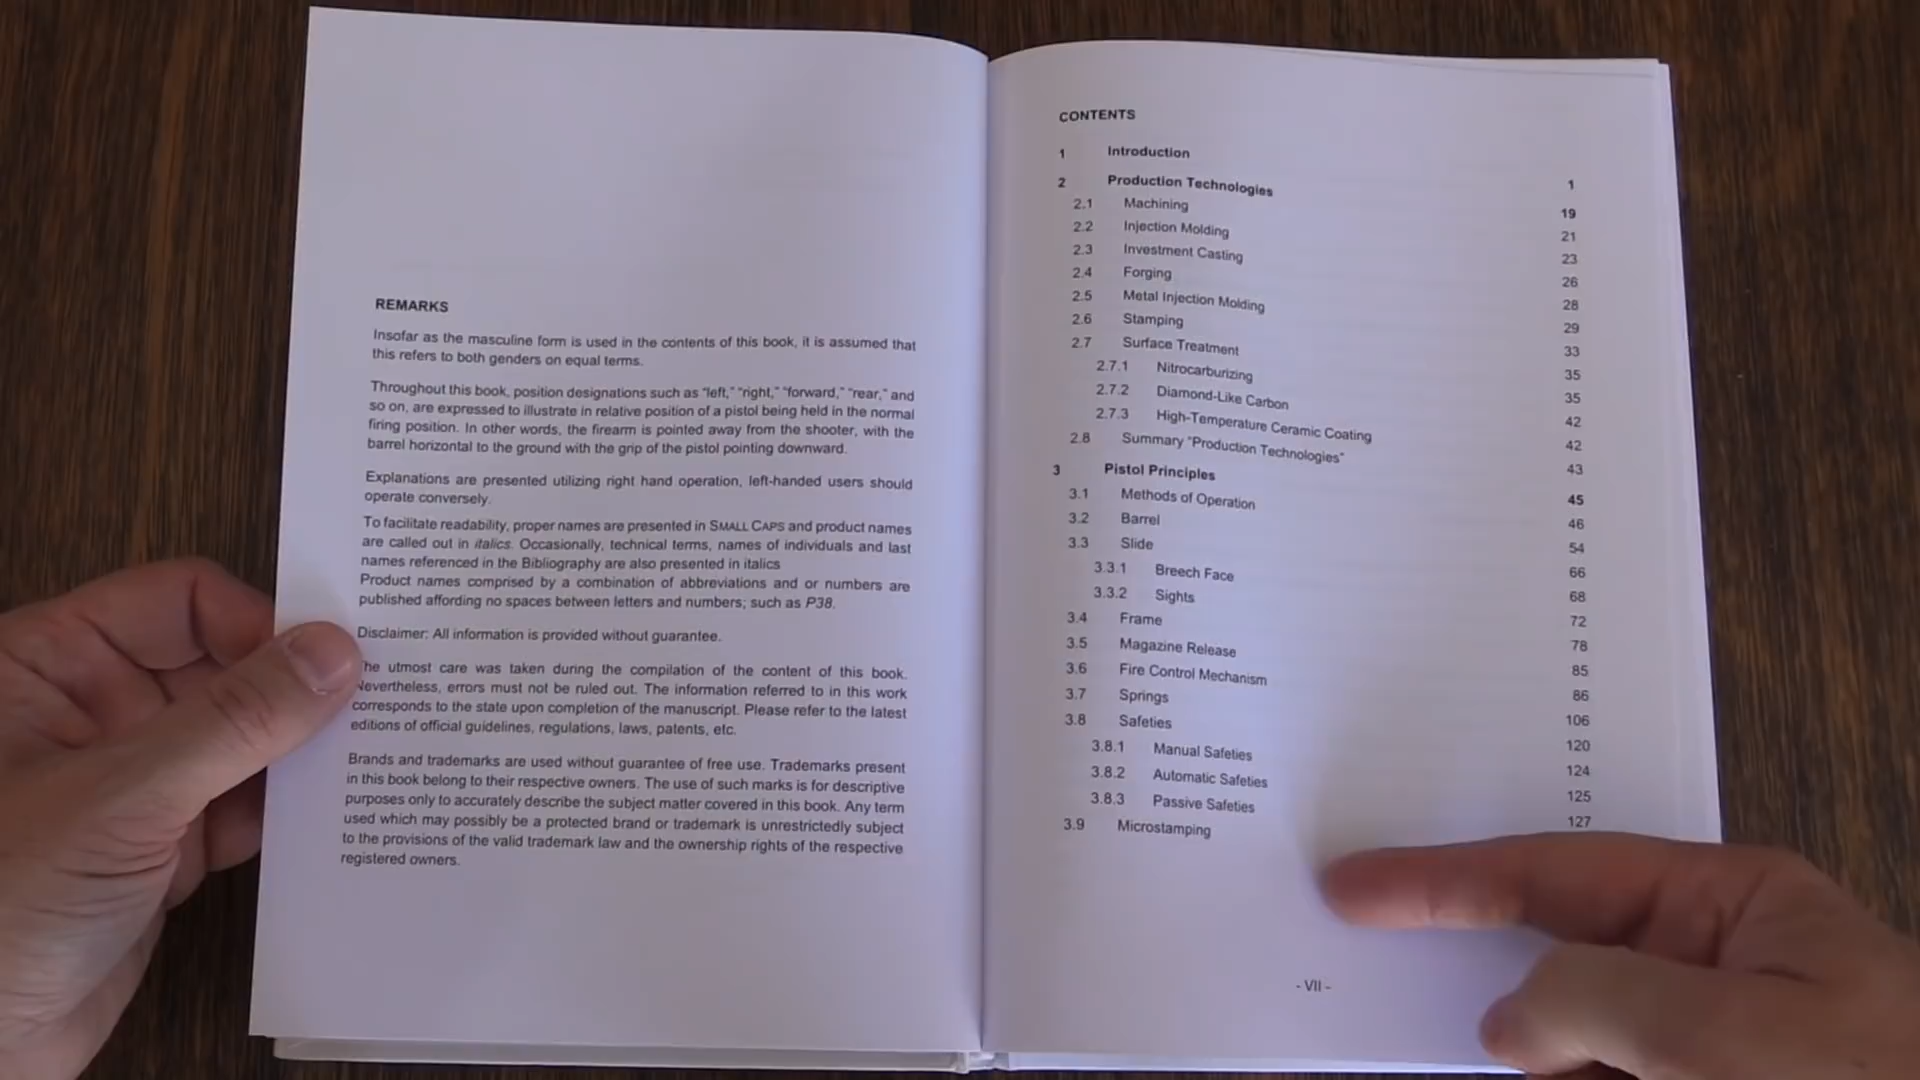 REMARKS
Insofar as the masculine form is used in the contents of this book, it is assumed that
this refers to both genders on equal terms.
Throughout this book, position designations such as "left," "right," "forward," "rear," and
so on, are expressed to illustrate in relative position of a pistol being held in the normal
firing position. In other words, the firearm is pointed away from the shooter, with the
barrel horizontal to the ground with the grip of the pistol pointing downward.
Explanations are presented utilizing right hand operation, left-handed users should
operate conversely.
To facilitate readability, proper names are presented in SMALL CAPS and product names
are called out in italics. Occasionally, technical terms, names of individuals and last
names referenced in the Bibliography are also presented in italics
Product names comprised by a combination of abbreviations and or numbers are
published affording no spaces between letters and numbers; such as P38.
Disclaimer: All information is provided without guarantee.
The utmost care was taken during the compilation of the content of this book.
Nevertheless, errors must not be ruled out. The information referred to in this work
corresponds to the state upon completion of the manuscript. Please refer to the latest
editions of official guidelines, regulations, laws, patents, etc.
Brands and trademarks are used without guarantee of free use. Trademarks present
in this book belong to their respective owners. The use of such marks is for descriptive
purposes only to accurately describe the subject matter covered in this book. Any term
used which may possibly be a protected brand or trademark is unrestrictedly subject
to the provisions of the valid trademark law and the ownership rights of the respective
registered owners.
CONTENTS
1 Introduction 1
2 Production Technologies 19
2.1 Machining 21
2.2 Injection Molding 23
2.3 Investment Casting 26
2.4 Forging 28
2.5 Metal Injection Molding 29
2.6 Stamping 33
2.7 Surface Treatment 35
2.7.1 Nitrocarburizing 35
2.7.2 Diamond-Like Carbon 42
2.7.3 High-Temperature Ceramic Coating 42
2.8 Summary "Production Technologies" 43
3 Pistol Principles 45
3.1 Methods of Operation 46
3.2 Barrel 54
3.3 Slide 66
3.3.1 Breech Face 68
3.3.2 Sights 72
3.4 Frame 78
3.5 Magazine Release 85
3.6 Fire Control Mechanism 86
3.7 Springs 106
3.8 Safeties 120
3.8.1 Manual Safeties 124
3.8.2 Automatic Safeties 125
3.8.3 Passive Safeties 127
3.9 Microstamping
- VII -